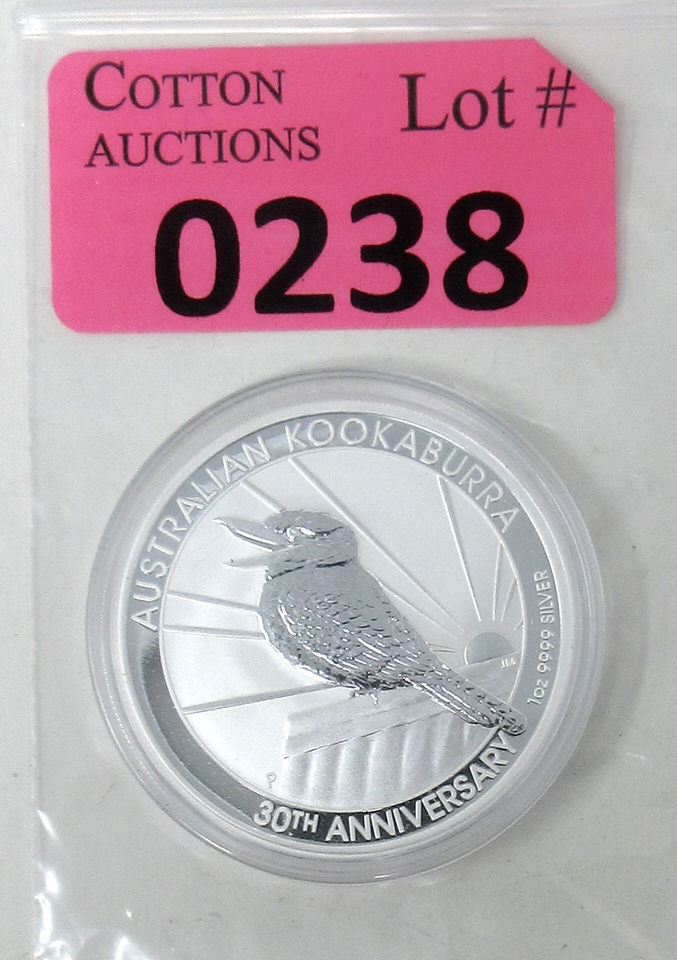 COTTON
AUCTIONS
Lot #
0238
AUSTRALIAN KOOKABURRA
1oz 9999 SILVER
30TH ANNIVERSARY
P